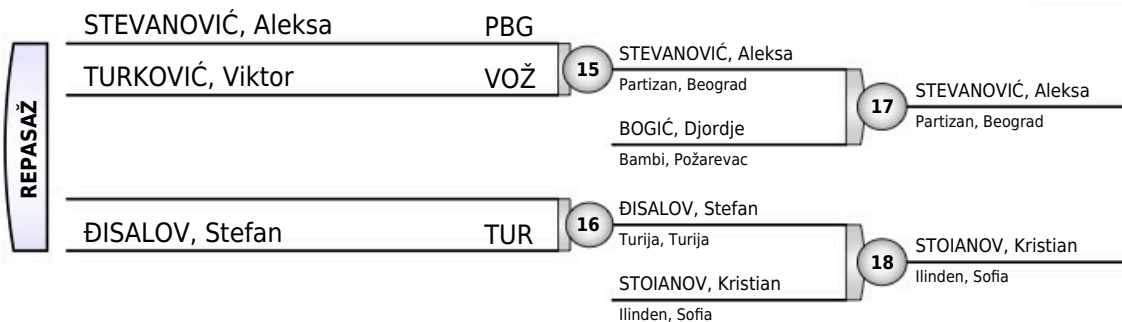 REPASAŽ
STEVANOVIĆ, Aleksa PBG
TURKOVIĆ, Viktor VOŽ
15
STEVANOVIĆ, Aleksa
Partizan, Beograd
BOGIĆ, Djordje
Bambi, Požarevac
17
STEVANOVIĆ, Aleksa
Partizan, Beograd
ĐISALOV, Stefan TUR
16
ĐISALOV, Stefan
Turija, Turija
STOIANOV, Kristian
Ilinden, Sofia
18
STOIANOV, Kristian
Ilinden, Sofia